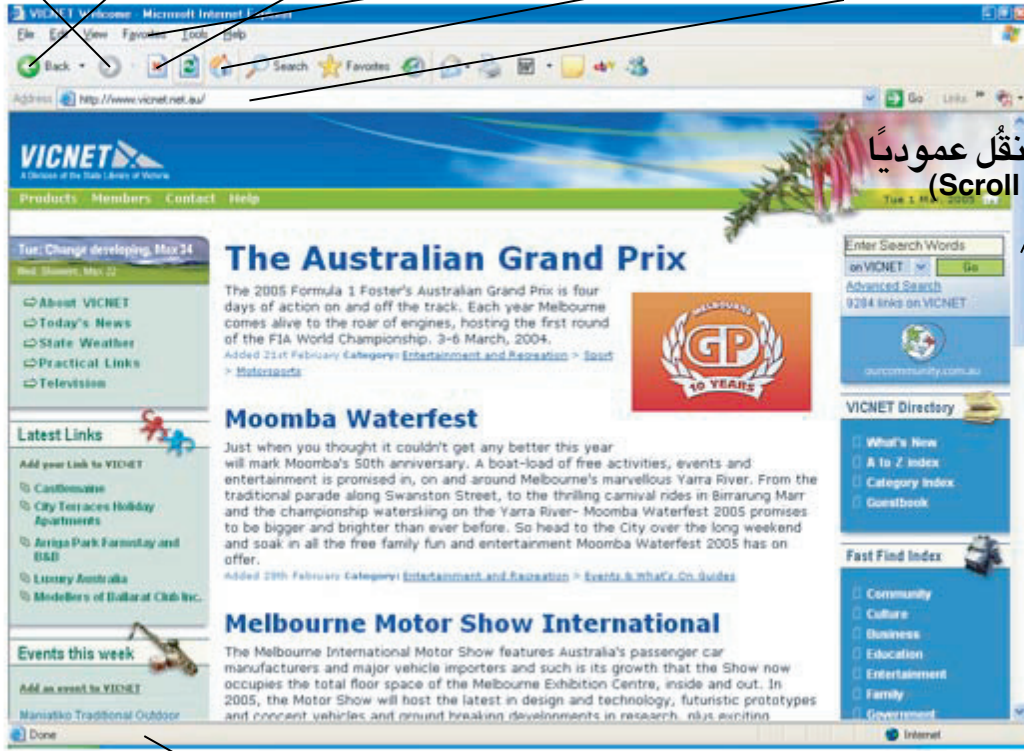 VICNET Welcome - Microsoft Internet Explorer
File Edit View Favorites Tools Help
Back Search Favorites
Address http://www.vicnet.net.au/ Go Links
نقُل عموديًا
(Scroll
VICNET
A Division of the State Library of Victoria
Products Members Contact Help
Tue 1 Mar, 2005
Tue: Change developing, Max 34
Wed: Showers, Max 22
About VICNET
Today's News
State Weather
Practical Links
Television
Latest Links
Add your Link to VICNET
Castlemaine
City Terraces Holiday
Apartments
Arriga Park Farmstay and
B&B
Luxury Australia
Modellers of Ballarat Club Inc.
Events this week
Add an event to VICNET
Maniatiko Traditional Outdoor
The Australian Grand Prix
The 2005 Formula 1 Foster's Australian Grand Prix is four
days of action on and off the track. Each year Melbourne
comes alive to the roar of engines, hosting the first round
of the FIA World Championship. 3-6 March, 2004.
Added 21st February Category: Entertainment and Recreation > Sport
> Motorsports
MELBOURNE
GP
10 YEARS
Moomba Waterfest
Just when you thought it couldn't get any better this year
will mark Moomba's 50th anniversary. A boat-load of free activities, events and
entertainment is promised in, on and around Melbourne's marvellous Yarra River. From the
traditional parade along Swanston Street, to the thrilling carnival rides in Birrarung Marr
and the championship waterskiing on the Yarra River- Moomba Waterfest 2005 promises
to be bigger and brighter than ever before. So head to the City over the long weekend
and soak in all the free family fun and entertainment Moomba Waterfest 2005 has on
offer.
Added 28th February Category: Entertainment and Recreation > Events & What's On Guides
Melbourne Motor Show International
The Melbourne International Motor Show features Australia's passenger car
manufacturers and major vehicle importers and such is its growth that the Show now
occupies the total floor space of the Melbourne Exhibition Centre, inside and out. In
2005, the Motor Show will host the latest in design and technology, futuristic prototypes
and concept vehicles and ground breaking developments in research, plus exciting
Enter Search Words
on VICNET Go
Advanced Search
9284 links on VICNET
ourcommunity.com.au
VICNET Directory
What's New
A to Z Index
Category Index
Guestbook
Fast Find Index
Community
Culture
Business
Education
Entertainment
Family
Government
Done Internet